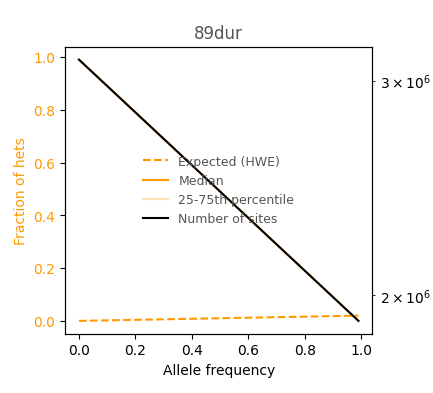 89dur
1.0
0.8
0.6
0.4
0.2
0.0
Fraction of hets
3 × 10⁶
2 × 10⁶
Expected (HWE)
Median
25-75th percentile
Number of sites
0.0 0.2 0.4 0.6 0.8 1.0
Allele frequency